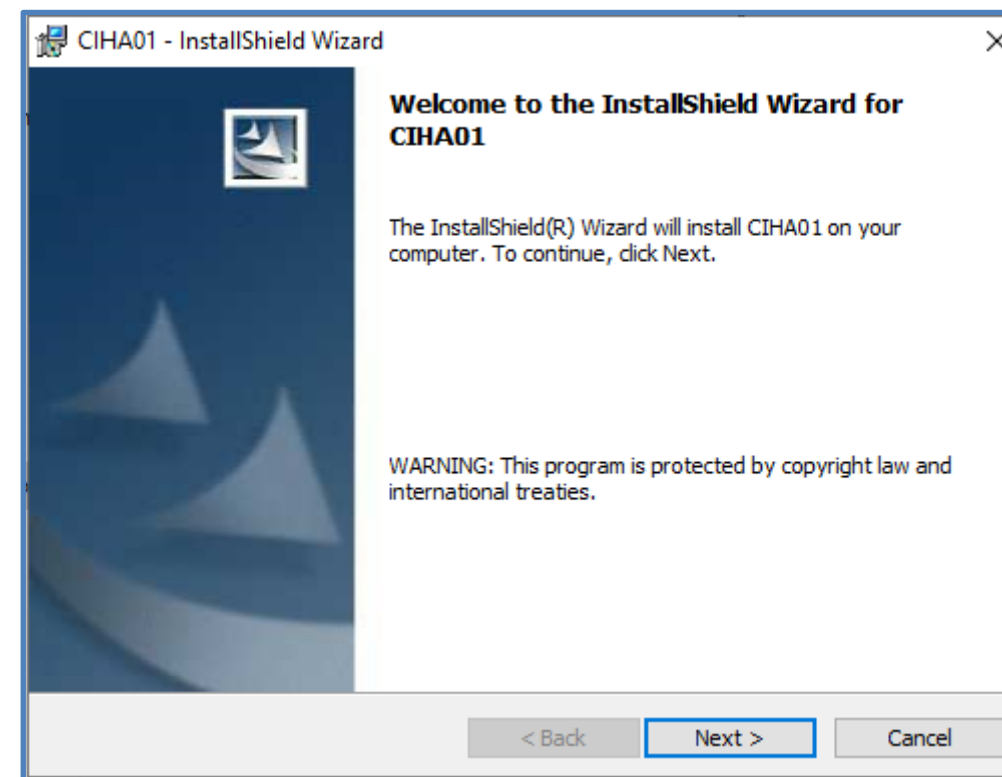 CIHA01 - InstallShield Wizard
Welcome to the InstallShield Wizard for
CIHA01
The InstallShield(R) Wizard will install CIHA01 on your
computer. To continue, click Next.
WARNING: This program is protected by copyright law and
international treaties.
< Back Next > Cancel